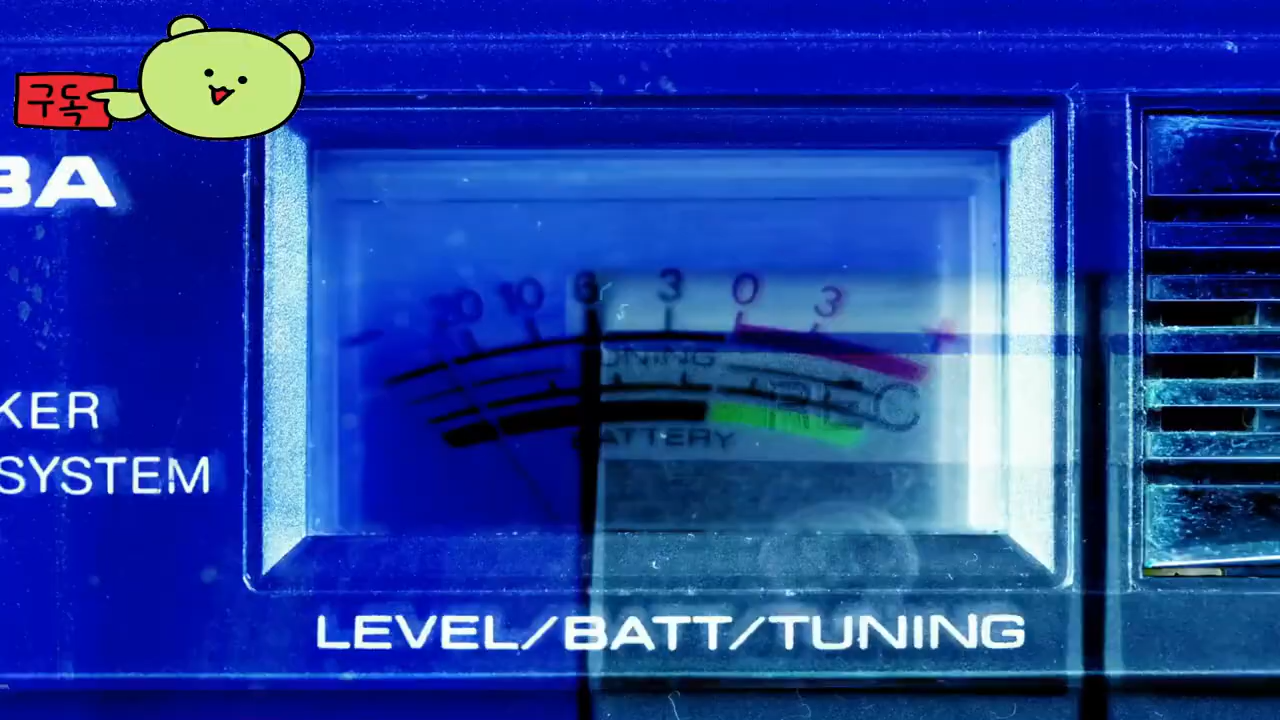 구독
BA
20 10 6 3 0 3 +
TUNING
REC
BATTERY
KER
SYSTEM
LEVEL/BATT/TUNING